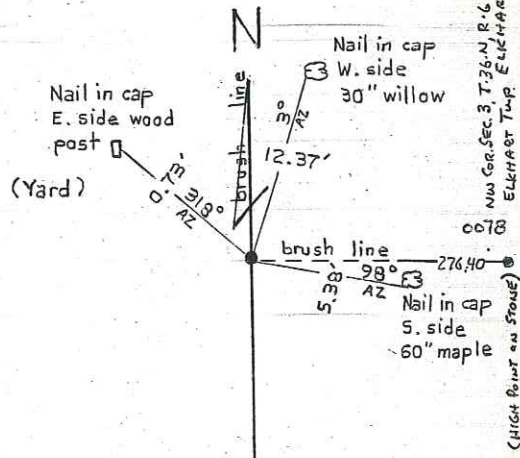 N
Nail in cap
W. side
30" willow
Nail in cap
E. side wood
post
(Yard)
brush line
3°
AZ
12.37'
0.73'
318°
AZ
brush line
276.40
5.38'
98°
AZ
Nail in cap
S. side
60" maple
0078
NW COR. SEC. 3, T-36-N, R-6
ELKHART TWP. ELKHART
(HIGH POINT ON STONE)